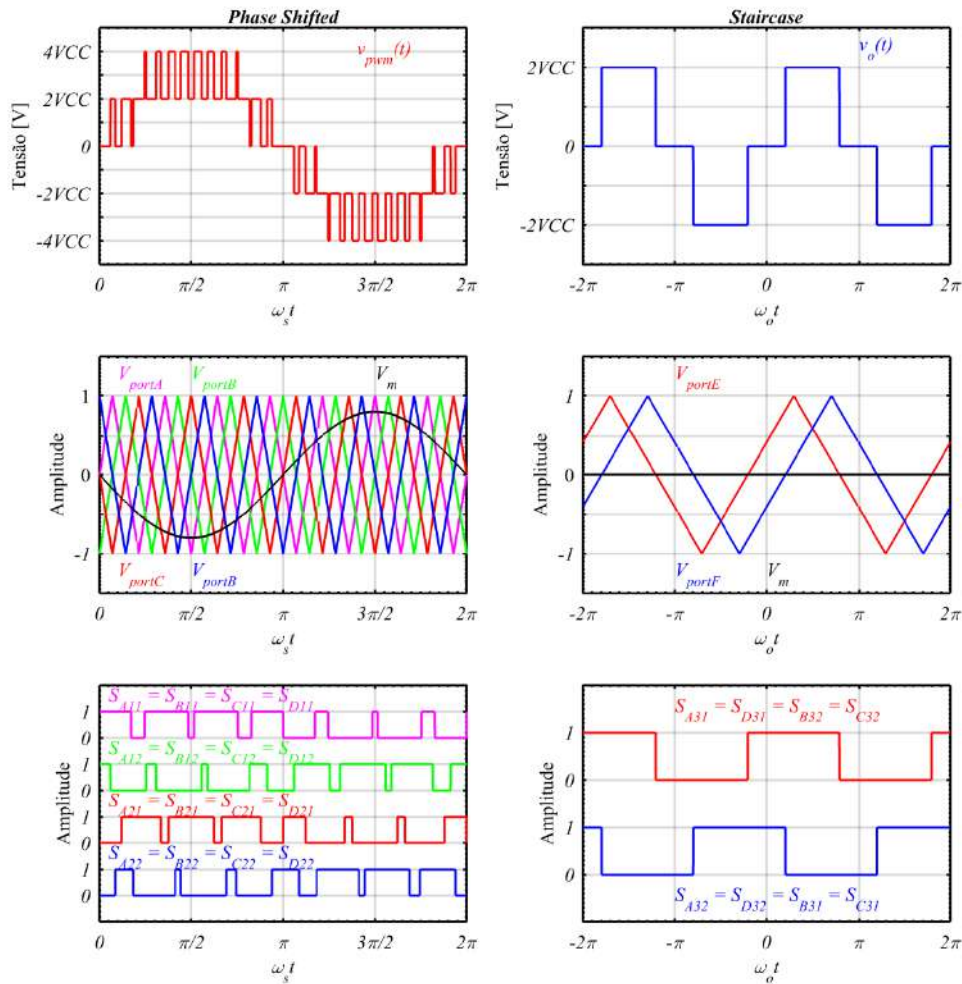 Phase Shifted
v_pwm(t)
4VCC
2VCC
0
-2VCC
-4VCC
Tensão [V]
0 π/2 π 3π/2 2π
ω_s t
Staircase
v_o(t)
2VCC
0
-2VCC
Tensão [V]
-2π -π 0 π 2π
ω_o t
V_portA V_portB V_m
1
0
-1
Amplitude
V_portC V_portB
0 π/2 π 3π/2 2π
ω_s t
V_portE
1
0
-1
Amplitude
V_portF V_m
-2π -π 0 π 2π
ω_o t
S_A11 = S_B11 = S_C11 = S_D11
1
0
S_A12 = S_B12 = S_C12 = S_D12
1
0
S_A21 = S_B21 = S_C21 = S_D21
1
0
S_A22 = S_B22 = S_C22 = S_D22
1
0
Amplitude
0 π/2 π 3π/2 2π
ω_s t
S_A31 = S_D31 = S_B32 = S_C32
1
0
1
0
Amplitude
S_A32 = S_D32 = S_B31 = S_C31
-2π -π 0 π 2π
ω_o t